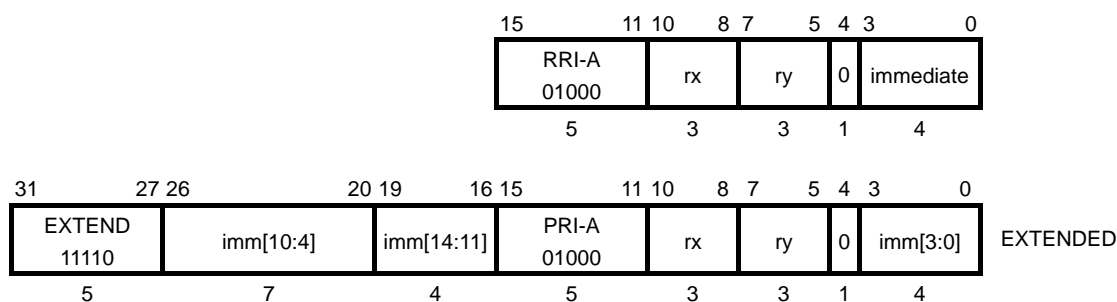 15 11 10 8 7 5 4 3 0
RRI-A rx ry 0 immediate
01000
5 3 3 1 4
31 27 26 20 19 16 15 11 10 8 7 5 4 3 0
EXTEND imm[10:4] imm[14:11] PRI-A rx ry 0 imm[3:0] EXTENDED
11110 01000
5 7 4 5 3 3 1 4